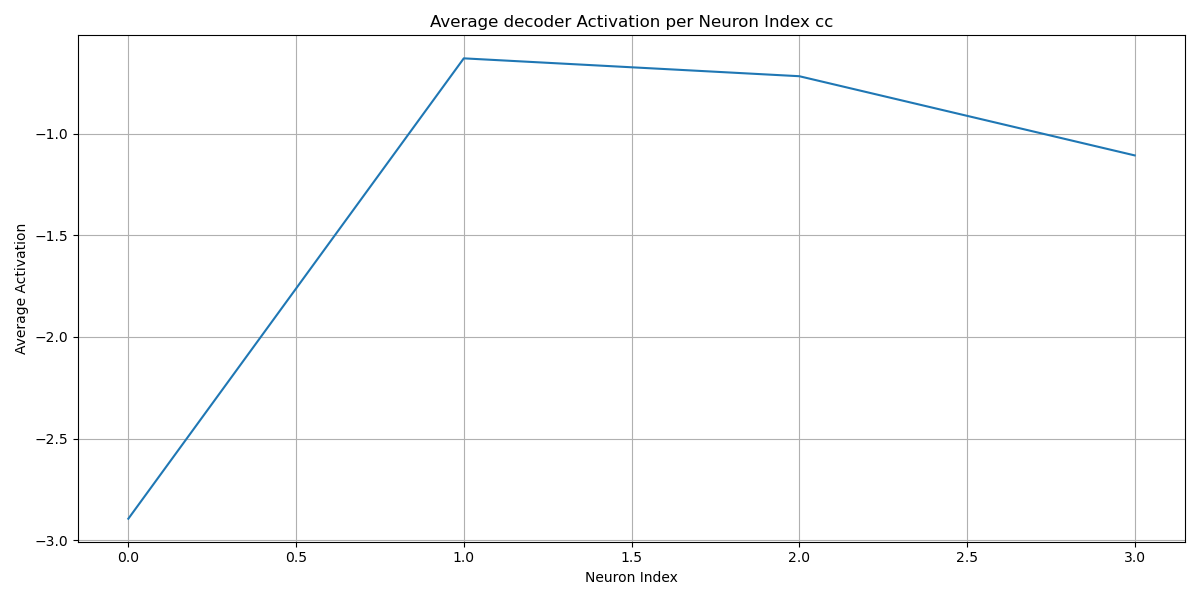 Average decoder Activation per Neuron Index cc
Average Activation
−1.0
−1.5
−2.0
−2.5
−3.0
0.0 0.5 1.0 1.5 2.0 2.5 3.0
Neuron Index